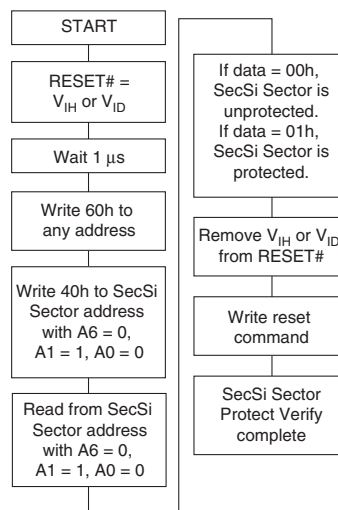 START
RESET# =
V_IH or V_ID
Wait 1 μs
Write 60h to
any address
Write 40h to SecSi
Sector address
with A6 = 0,
A1 = 1, A0 = 0
Read from SecSi
Sector address
with A6 = 0,
A1 = 1, A0 = 0
If data = 00h,
SecSi Sector is
unprotected.
If data = 01h,
SecSi Sector is
protected.
Remove V_IH or V_ID
from RESET#
Write reset
command
SecSi Sector
Protect Verify
complete